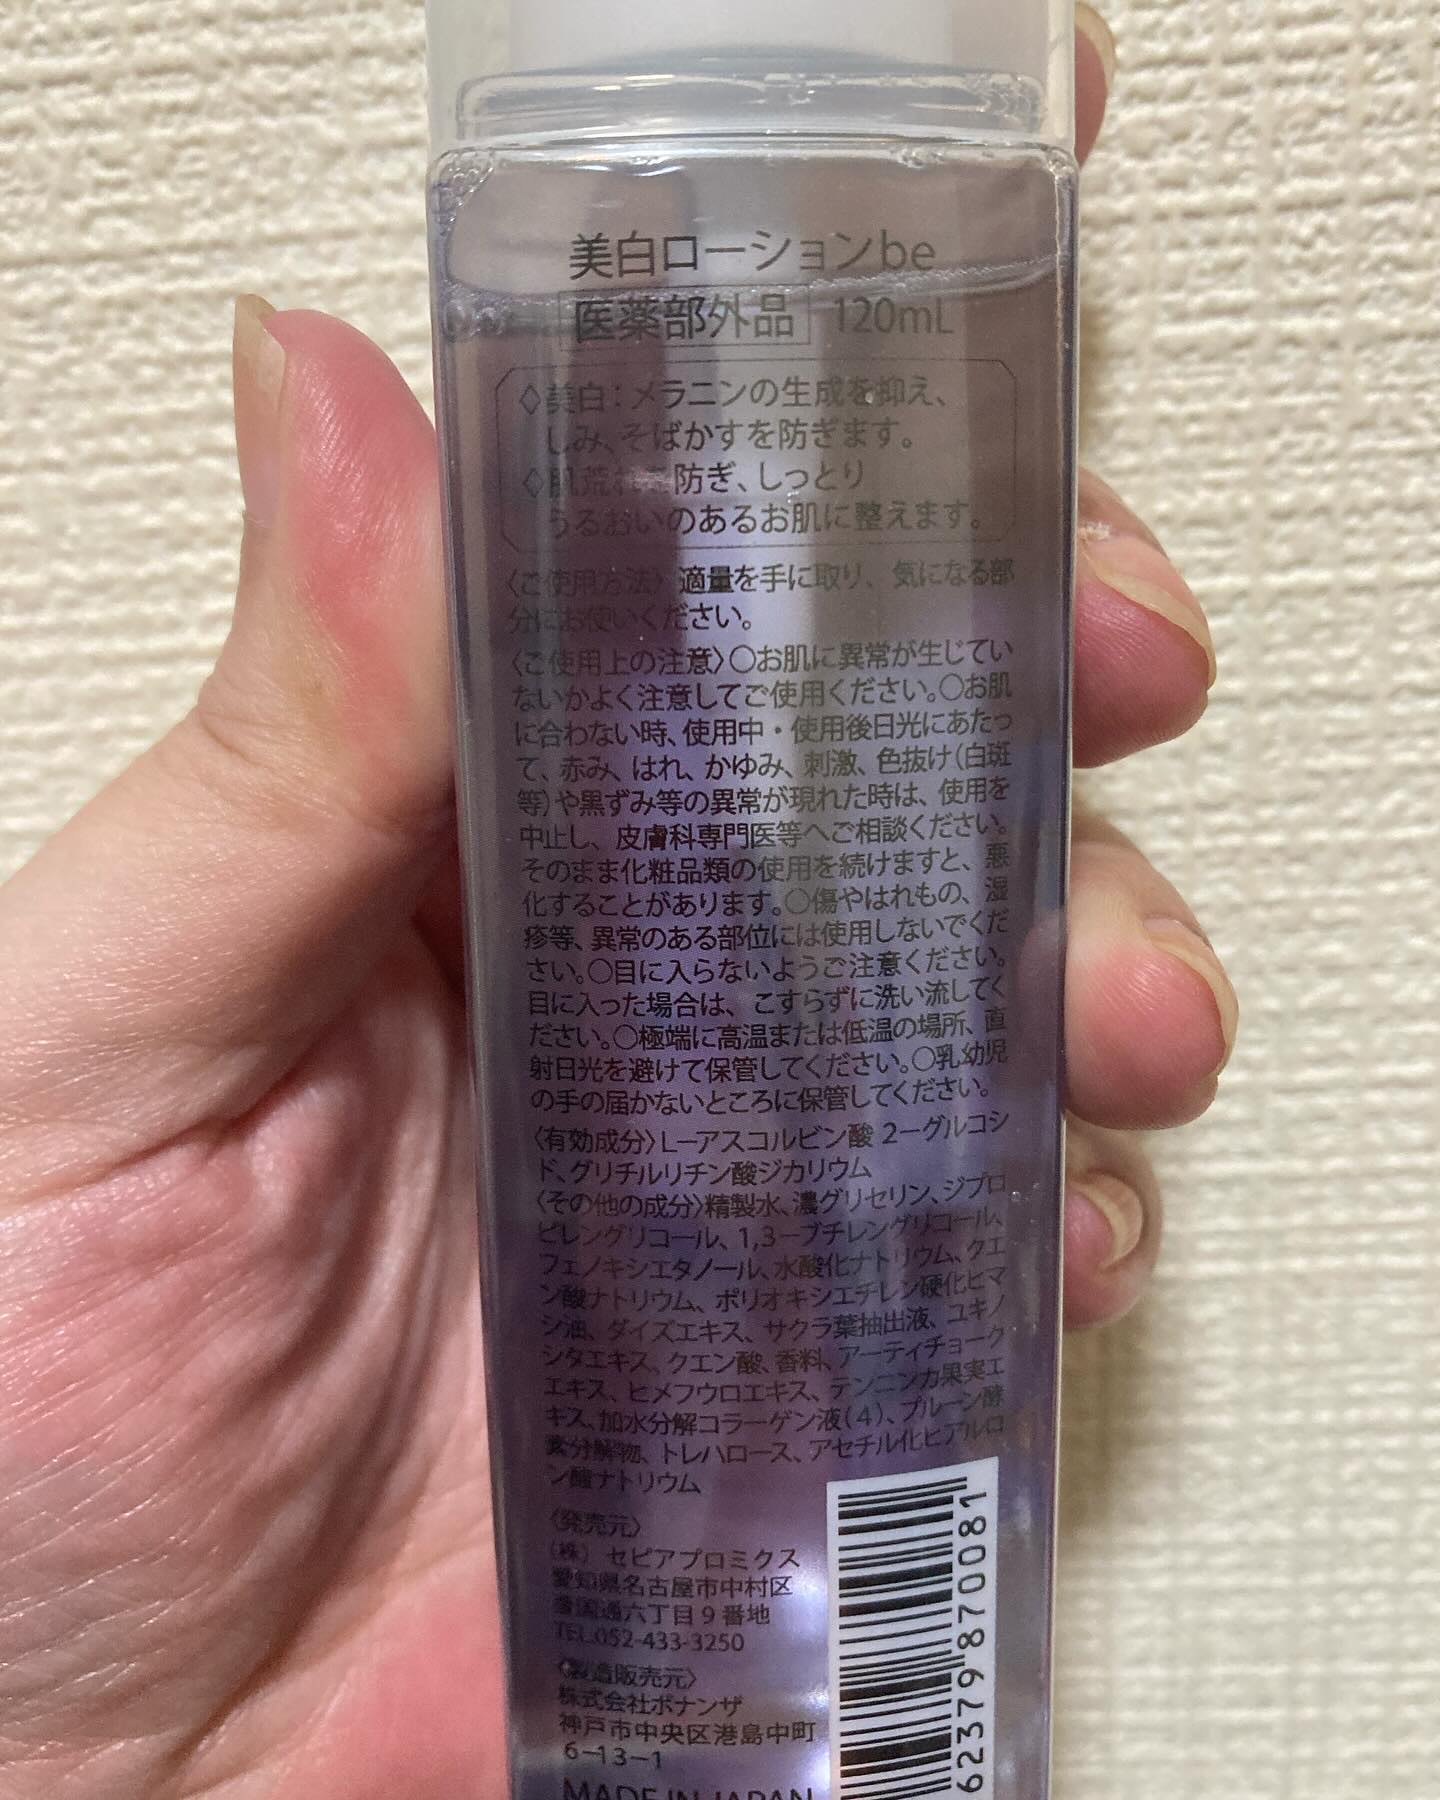 美白ローションbe
医薬部外品 120mL
◇美白：メラニンの生成を抑え、
しみ、そばかすを防ぎます。
◇肌荒れを防ぎ、しっとり
うるおいのあるお肌に整えます。
〈ご使用方法〉適量を手に取り、気になる部
分にお使いください。
〈ご使用上の注意〉○お肌に異常が生じてい
ないかよく注意してご使用ください。○お肌
に合わない時、使用中・使用後日光にあたっ
て、赤み、はれ、かゆみ、刺激、色抜け(白斑
等)や黒ずみ等の異常が現れた時は、使用を
中止し、皮膚科専門医等へご相談ください。
そのまま化粧品類の使用を続けますと、悪
化することがあります。○傷やはれもの、湿
疹等、異常のある部位には使用しないでくだ
さい。○目に入らないようご注意ください。
目に入った場合は、こすらずに洗い流してく
ださい。○極端に高温または低温の場所、直
射日光を避けて保管してください。○乳幼児
の手の届かないところに保管してください。
〈有効成分〉L－アスコルビン酸 2－グルコシ
ド、グリチルリチン酸ジカリウム
〈その他の成分〉精製水、濃グリセリン、ジプロ
ピレングリコール、1,3－ブチレングリコール、
フェノキシエタノール、水酸化ナトリウム、クエ
ン酸ナトリウム、ポリオキシエチレン硬化ヒマ
シ油、ダイズエキス、サクラ葉抽出液、ユキノ
シタエキス、クエン酸、香料、アーティチョーク
エキス、ヒメフウロエキス、テンニンカ果実エ
キス、加水分解コラーゲン液(4)、プルーン酵
素分解物、トレハロース、アセチル化ヒアルロ
ン酸ナトリウム
〈発売元〉
(株) セピアプロミクス
愛知県名古屋市中村区
豊国通六丁目9番地
TEL.052-433-3250
〈製造販売元〉
株式会社ボナンザ
神戸市中央区港島中町
6－13－1
MADE IN JAPAN
62379870081